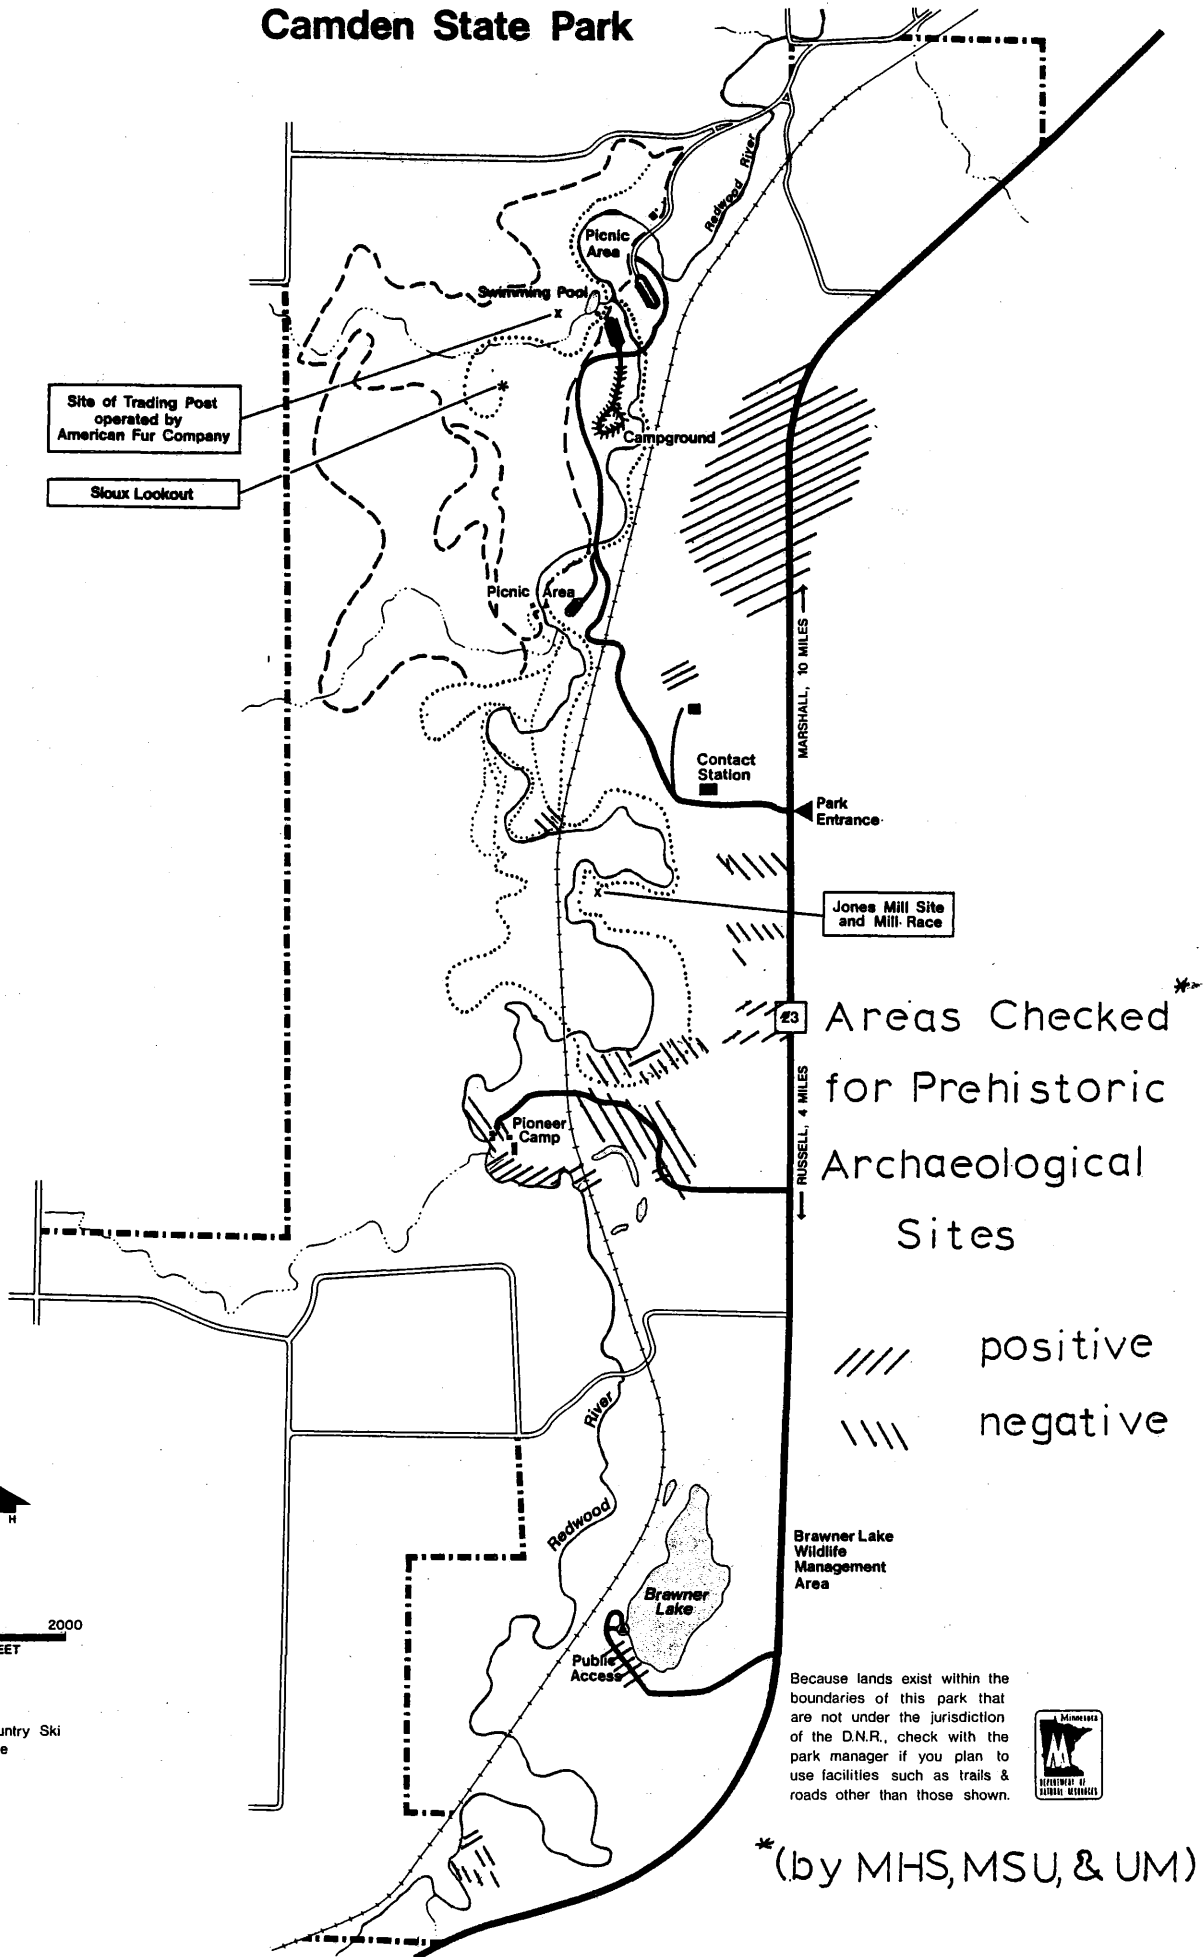 Camden State Park
Redwood River
Picnic
Area
Swimming Pool
x
Site of Trading Post
operated by
American Fur Company
*
Sioux Lookout
Campground
Picnic Area
MARSHALL, 10 MILES
Contact
Station
Park
Entrance
x
Jones Mill Site
and Mill Race
23
Areas Checked *
for Prehistoric
Archaeological
Sites
RUSSELL, 4 MILES
Pioneer
Camp
positive
negative
River
Redwood
H
Brawner Lake
Wildlife
Management
Area
Brawner
Lake
2000
EET
Public
Access
untry Ski
e
Because lands exist within the
boundaries of this park that
are not under the jurisdiction
of the D.N.R., check with the
park manager if you plan to
use facilities such as trails &
roads other than those shown.
Minnesota
DEPARTMENT OF
NATURAL RESOURCES
*(by MHS, MSU, & UM)